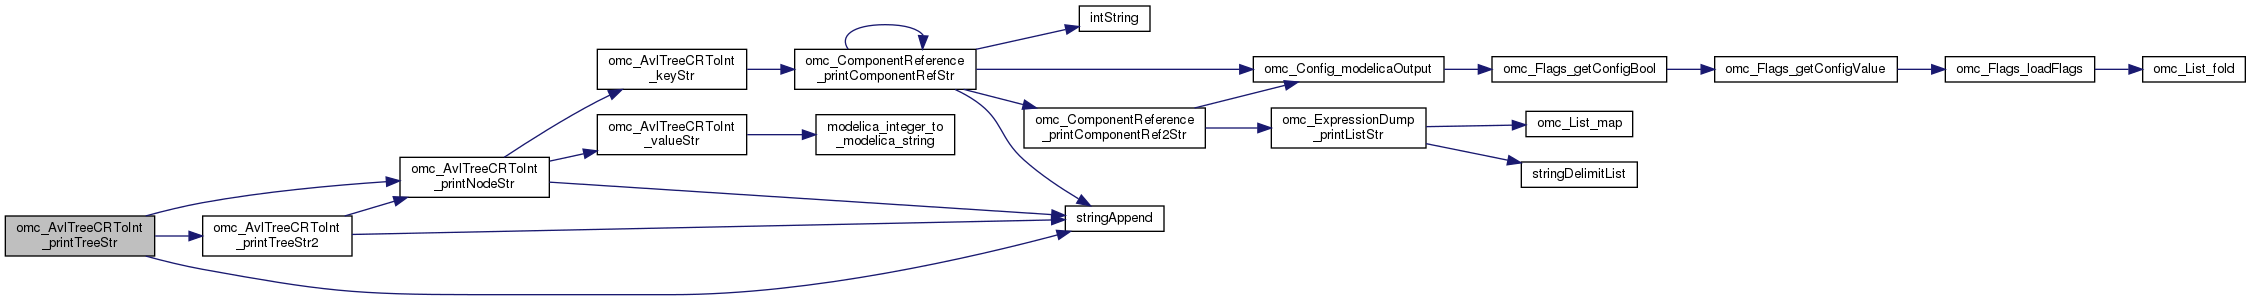 omc_AvlTreeCRToInt
_printTreeStr
omc_AvlTreeCRToInt
_printTreeStr2
omc_AvlTreeCRToInt
_printNodeStr
omc_AvlTreeCRToInt
_keyStr
omc_AvlTreeCRToInt
_valueStr
omc_ComponentReference
_printComponentRefStr
modelica_integer_to
_modelica_string
intString
omc_ComponentReference
_printComponentRef2Str
stringAppend
omc_Config_modelicaOutput
omc_ExpressionDump
_printListStr
omc_Flags_getConfigBool
omc_List_map
stringDelimitList
omc_Flags_getConfigValue
omc_Flags_loadFlags
omc_List_fold